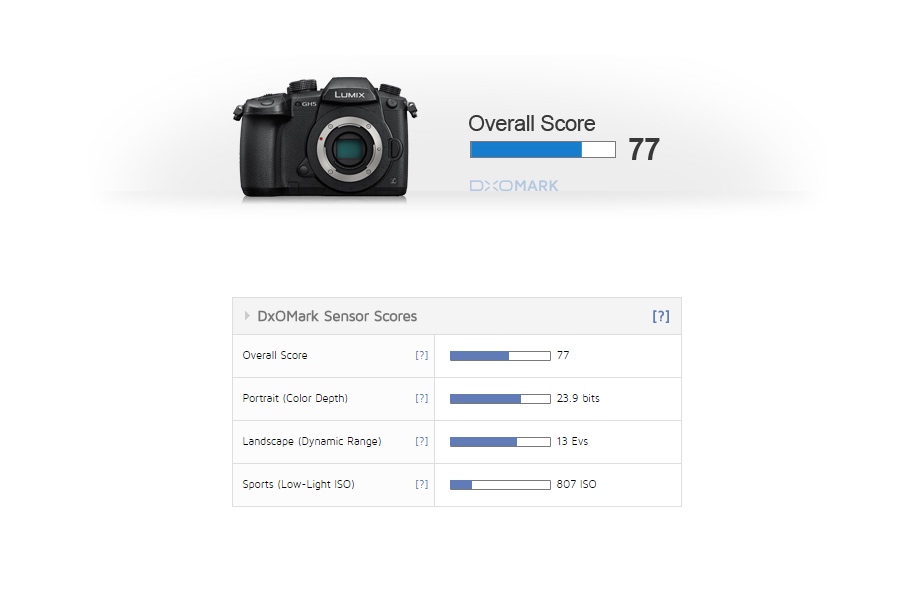 LUMIX
GH5
Overall Score
77
DXOMARK
DxOMark Sensor Scores [?]
Overall Score [?] 77
Portrait (Color Depth) [?] 23.9 bits
Landscape (Dynamic Range) [?] 13 Evs
Sports (Low-Light ISO) [?] 807 ISO